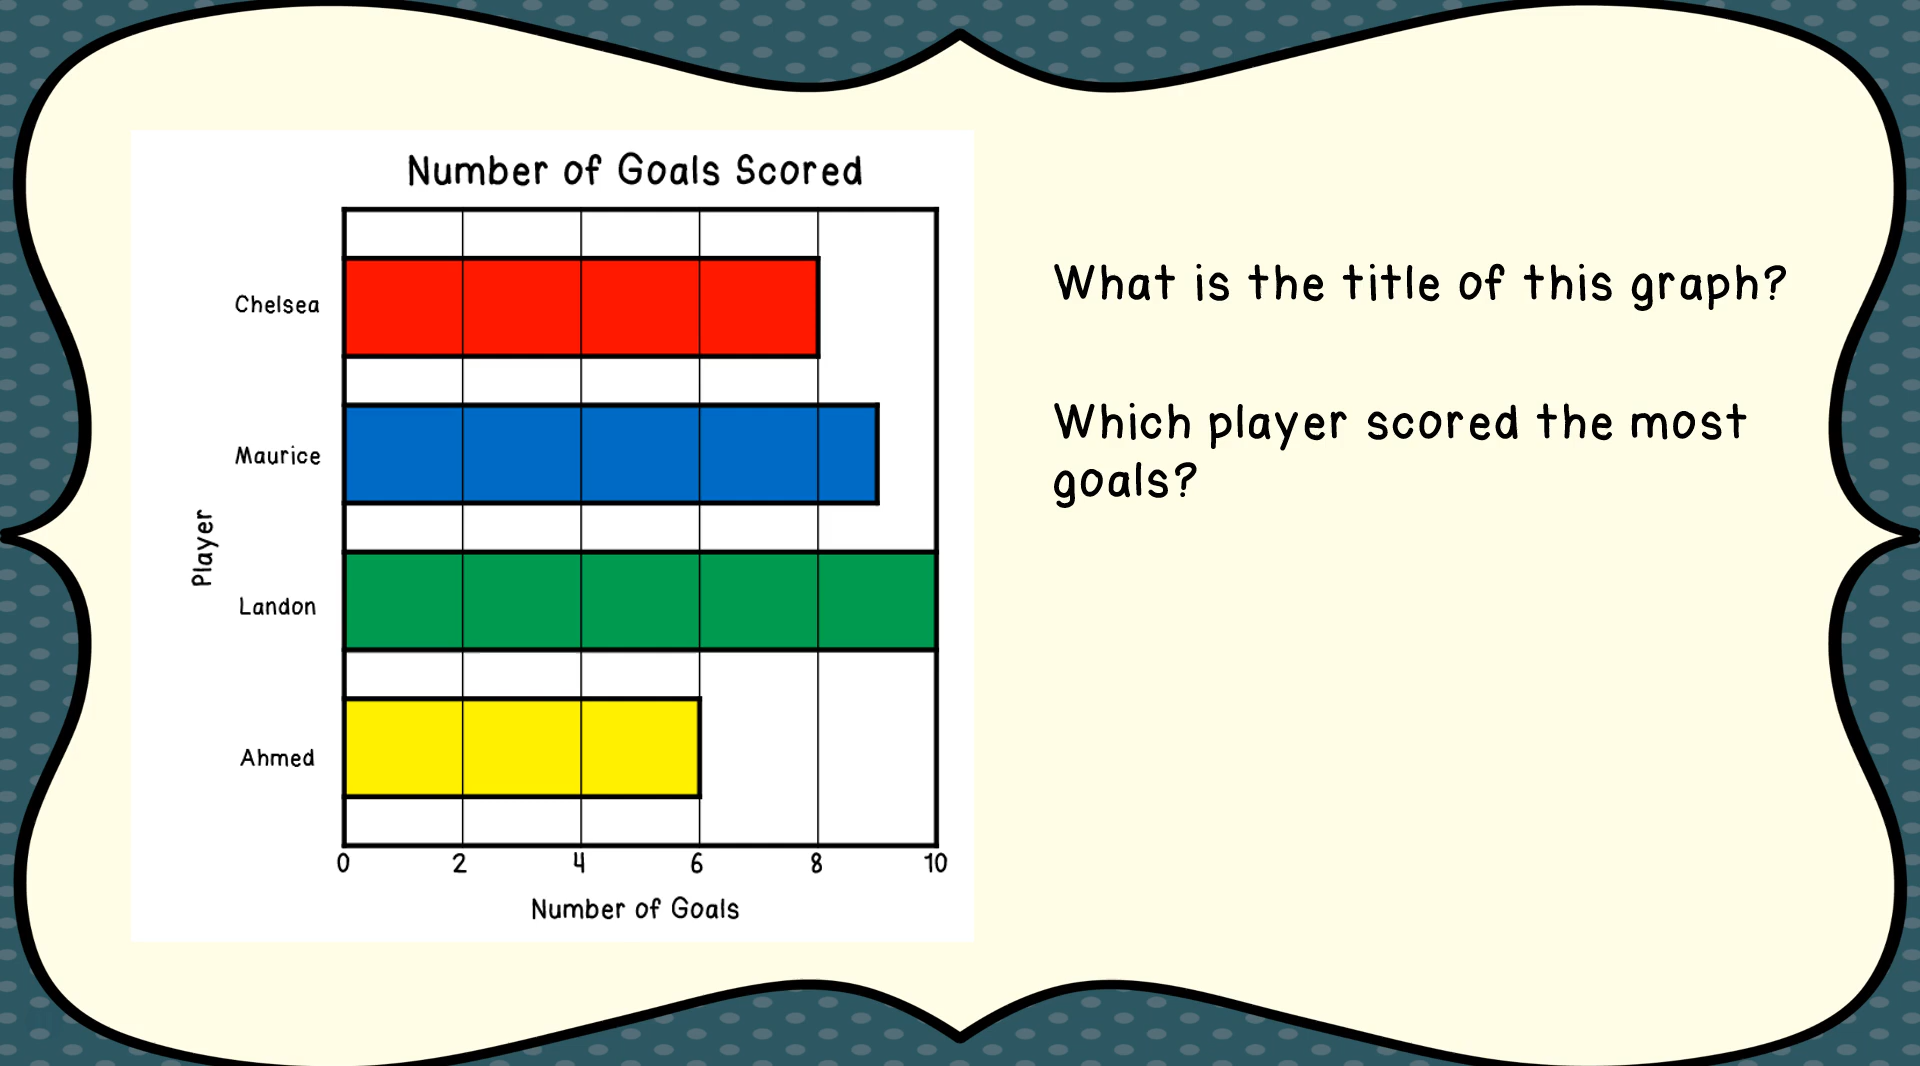 Number of Goals Scored
Chelsea
Maurice
Player
Landon
Ahmed
0 2 4 6 8 10
Number of Goals
What is the title of this graph?
Which player scored the most
goals?